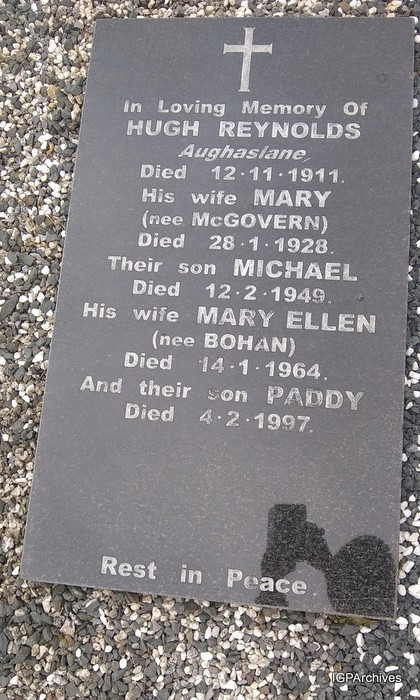 In Loving Memory Of
HUGH REYNOLDS
Aughaslane,
Died 12·11·1911.
His wife MARY
(nee McGOVERN)
Died 28·1·1928.
Their son MICHAEL
Died 12·2·1949.
His wife MARY ELLEN
(nee BOHAN)
Died 14·1·1964.
And their son PADDY
Died 4·2·1997.
Rest in Peace
IGPArchives